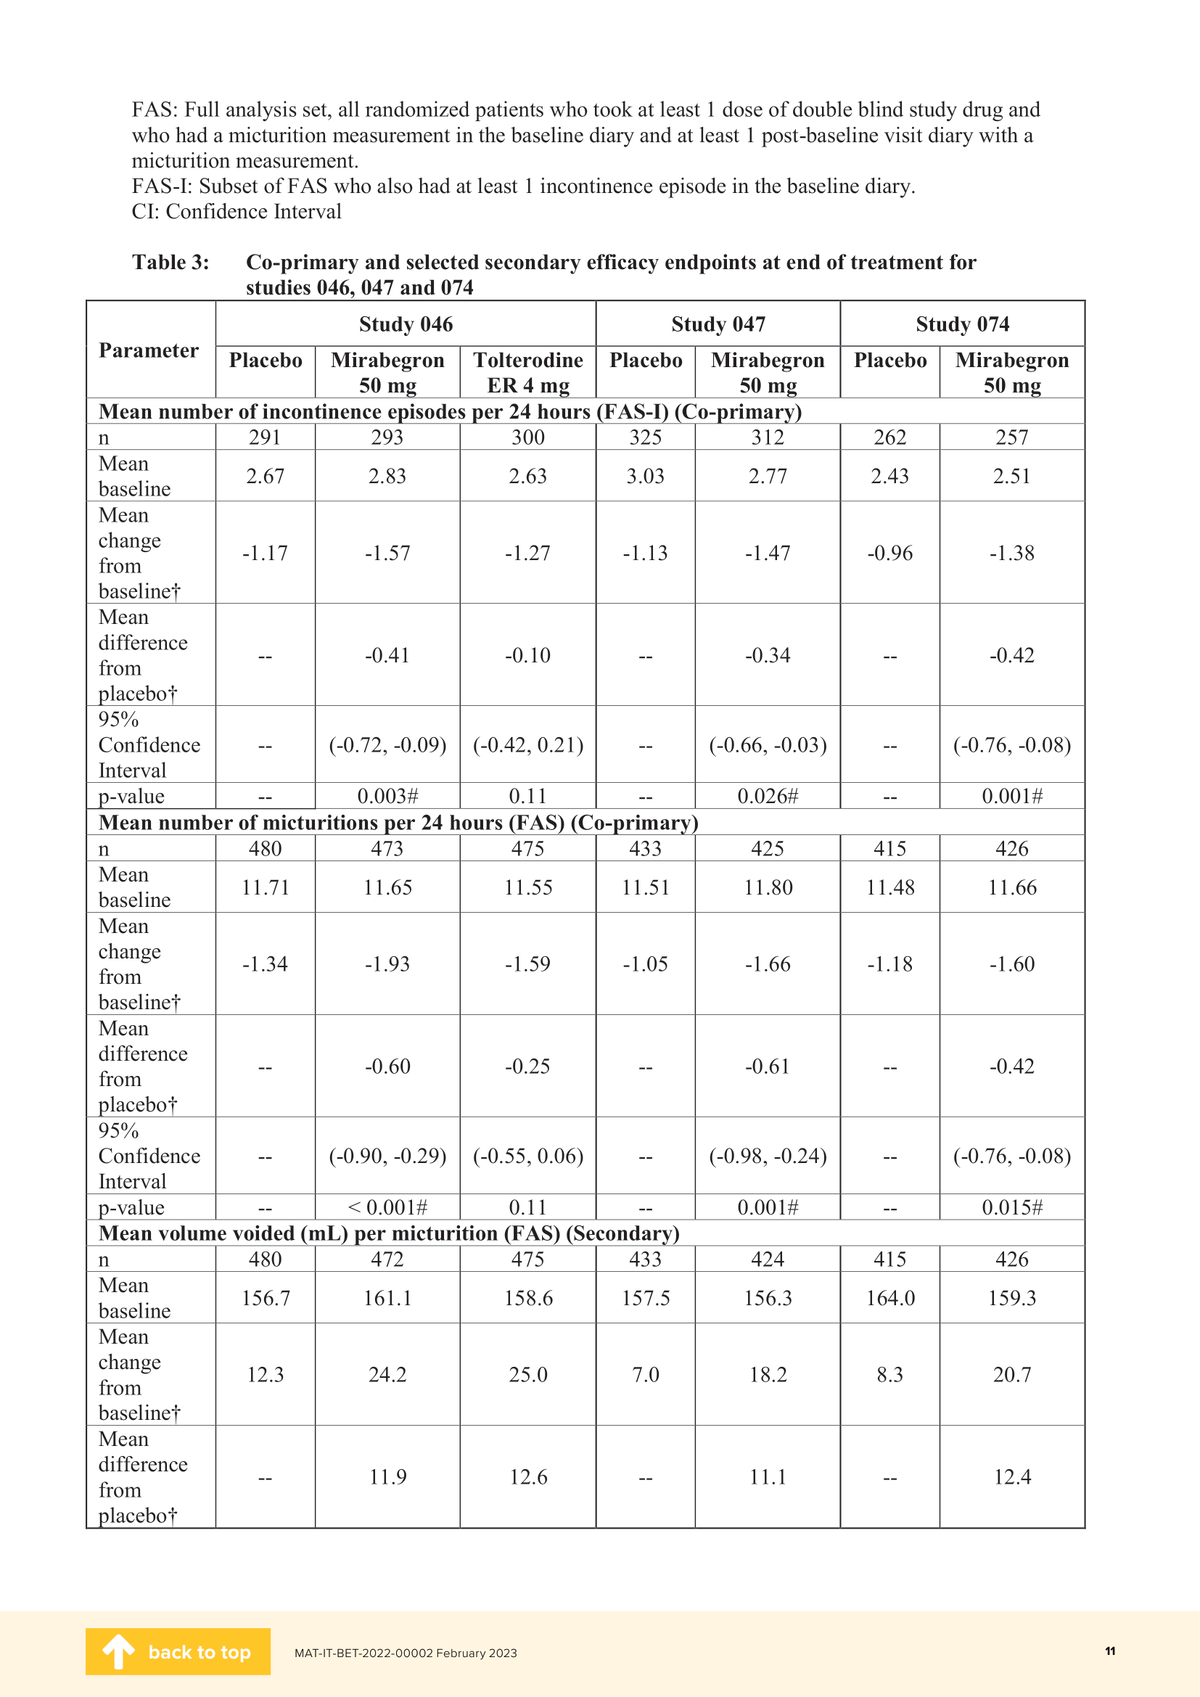 FAS: Full analysis set, all randomized patients who took at least 1 dose of double blind study drug and
who had a micturition measurement in the baseline diary and at least 1 post-baseline visit diary with a
micturition measurement.
FAS-I: Subset of FAS who also had at least 1 incontinence episode in the baseline diary.
CI: Confidence Interval
Table 3: Co-primary and selected secondary efficacy endpoints at end of treatment for
studies 046, 047 and 074
Parameter Study 046 Study 047 Study 074
Placebo Mirabegron Tolterodine Placebo Mirabegron Placebo Mirabegron
50 mg ER 4 mg 50 mg 50 mg
Mean number of incontinence episodes per 24 hours (FAS-I) (Co-primary)
n 291 293 300 325 312 262 257
Mean
baseline 2.67 2.83 2.63 3.03 2.77 2.43 2.51
Mean
change
from
baseline† -1.17 -1.57 -1.27 -1.13 -1.47 -0.96 -1.38
Mean
difference
from
placebo† -- -0.41 -0.10 -- -0.34 -- -0.42
95%
Confidence
Interval -- (-0.72, -0.09) (-0.42, 0.21) -- (-0.66, -0.03) -- (-0.76, -0.08)
p-value -- 0.003# 0.11 -- 0.026# -- 0.001#
Mean number of micturitions per 24 hours (FAS) (Co-primary)
n 480 473 475 433 425 415 426
Mean
baseline 11.71 11.65 11.55 11.51 11.80 11.48 11.66
Mean
change
from
baseline† -1.34 -1.93 -1.59 -1.05 -1.66 -1.18 -1.60
Mean
difference
from
placebo† -- -0.60 -0.25 -- -0.61 -- -0.42
95%
Confidence
Interval -- (-0.90, -0.29) (-0.55, 0.06) -- (-0.98, -0.24) -- (-0.76, -0.08)
p-value -- < 0.001# 0.11 -- 0.001# -- 0.015#
Mean volume voided (mL) per micturition (FAS) (Secondary)
n 480 472 475 433 424 415 426
Mean
baseline 156.7 161.1 158.6 157.5 156.3 164.0 159.3
Mean
change
from
baseline† 12.3 24.2 25.0 7.0 18.2 8.3 20.7
Mean
difference
from
placebo† -- 11.9 12.6 -- 11.1 -- 12.4
back to top
MAT-IT-BET-2022-00002 February 2023
11